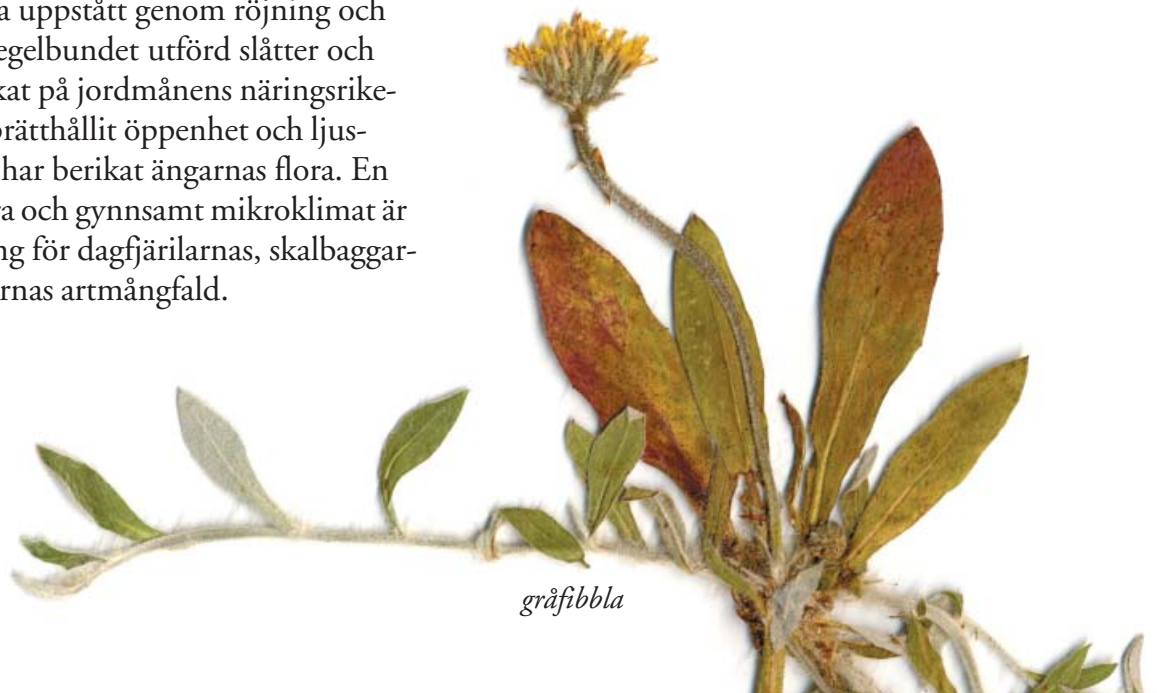 a uppstått genom röjning och
egelbundet utförd slåtter och
kat på jordmånens näringsrike-
prätthållit öppenhet och ljus-
har berikat ängarnas flora. En
ra och gynnsamt mikroklimat är
ng för dagfjärilarnas, skalbaggar-
rnas artmångfald.
gråfibbla